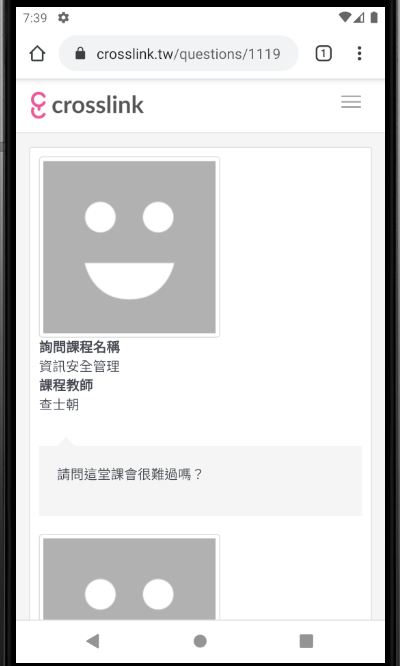 7:39
crosslink.tw/questions/1119
1
crosslink
詢問課程名稱
資訊安全管理
課程教師
查士朝
請問這堂課會很難過嗎？